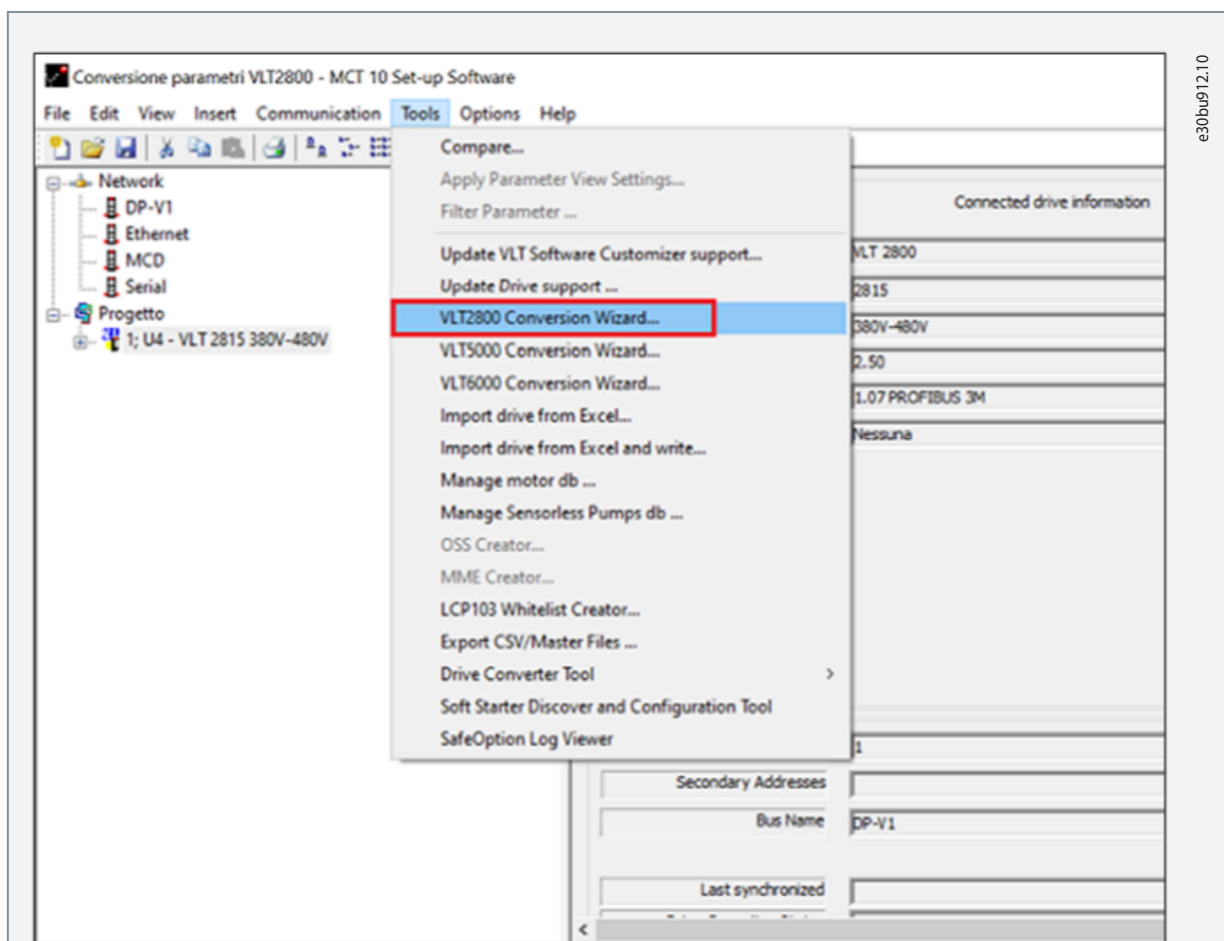 e30bu912.10
Conversione parametri VLT2800 - MCT 10 Set-up Software
File Edit View Insert Communication Tools Options Help
Network
DP-V1
Ethernet
MCD
Serial
Progetto
1; U4 - VLT 2815 380V-480V
Compare...
Apply Parameter View Settings...
Filter Parameter ...
Update VLT Software Customizer support...
Update Drive support ...
VLT2800 Conversion Wizard...
VLT5000 Conversion Wizard...
VLT6000 Conversion Wizard...
Import drive from Excel...
Import drive from Excel and write...
Manage motor db ...
Manage Sensorless Pumps db ...
OSS Creator...
MME Creator...
LCP103 Whitelist Creator...
Export CSV/Master Files ...
Drive Converter Tool
Soft Starter Discover and Configuration Tool
SafeOption Log Viewer
Connected drive information
VLT 2800
2815
380V-480V
2.50
1.07 PROFIBUS 3M
Nessuna
1
Secondary Addresses
Bus Name DP-V1
Last synchronized